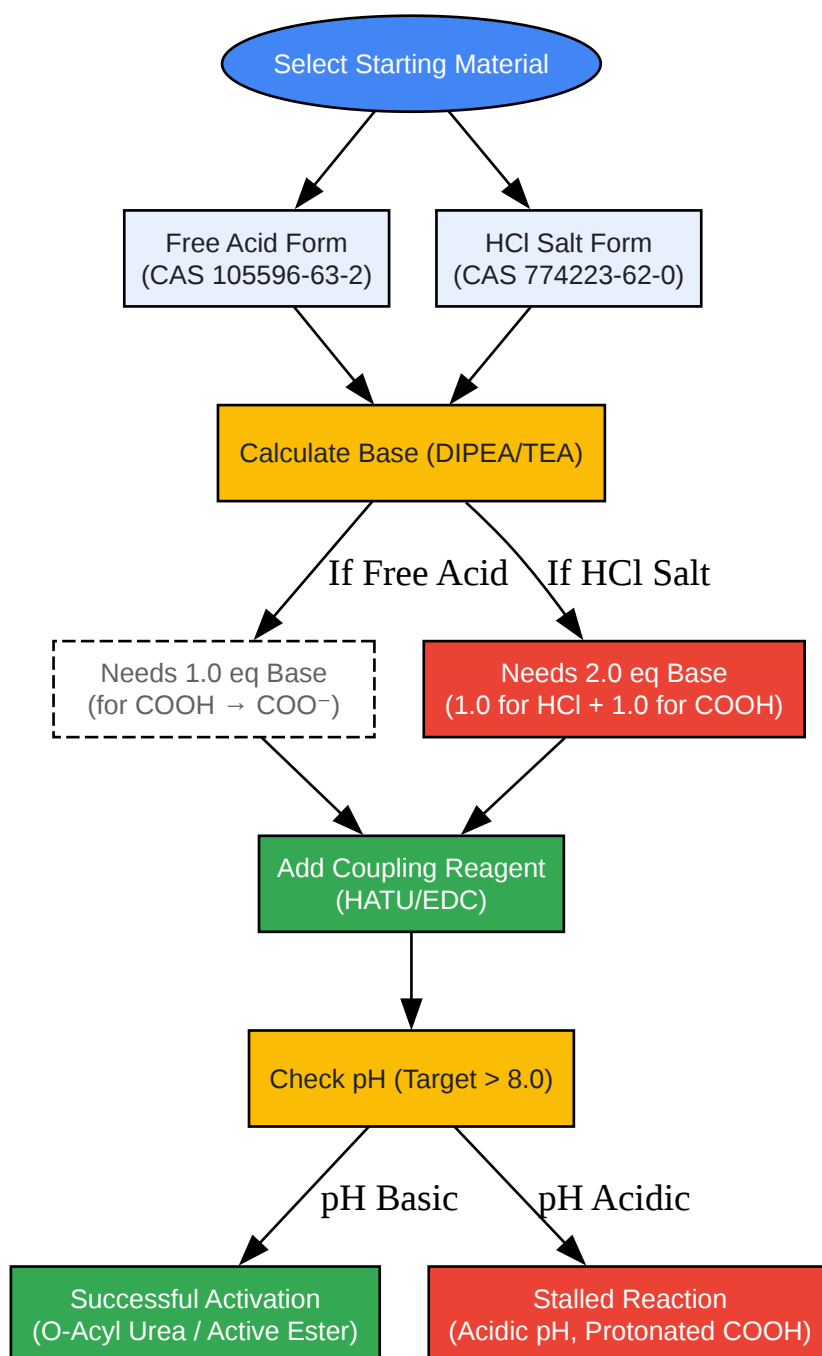 Select Starting Material
Free Acid Form
(CAS 105596-63-2)
HCl Salt Form
(CAS 774223-62-0)
Calculate Base (DIPEA/TEA)
If Free Acid
If HCl Salt
Needs 1.0 eq Base
(for COOH → COO⁻)
Needs 2.0 eq Base
(1.0 for HCl + 1.0 for COOH)
Add Coupling Reagent
(HATU/EDC)
Check pH (Target > 8.0)
pH Basic
pH Acidic
Successful Activation
(O-Acyl Urea / Active Ester)
Stalled Reaction
(Acidic pH, Protonated COOH)